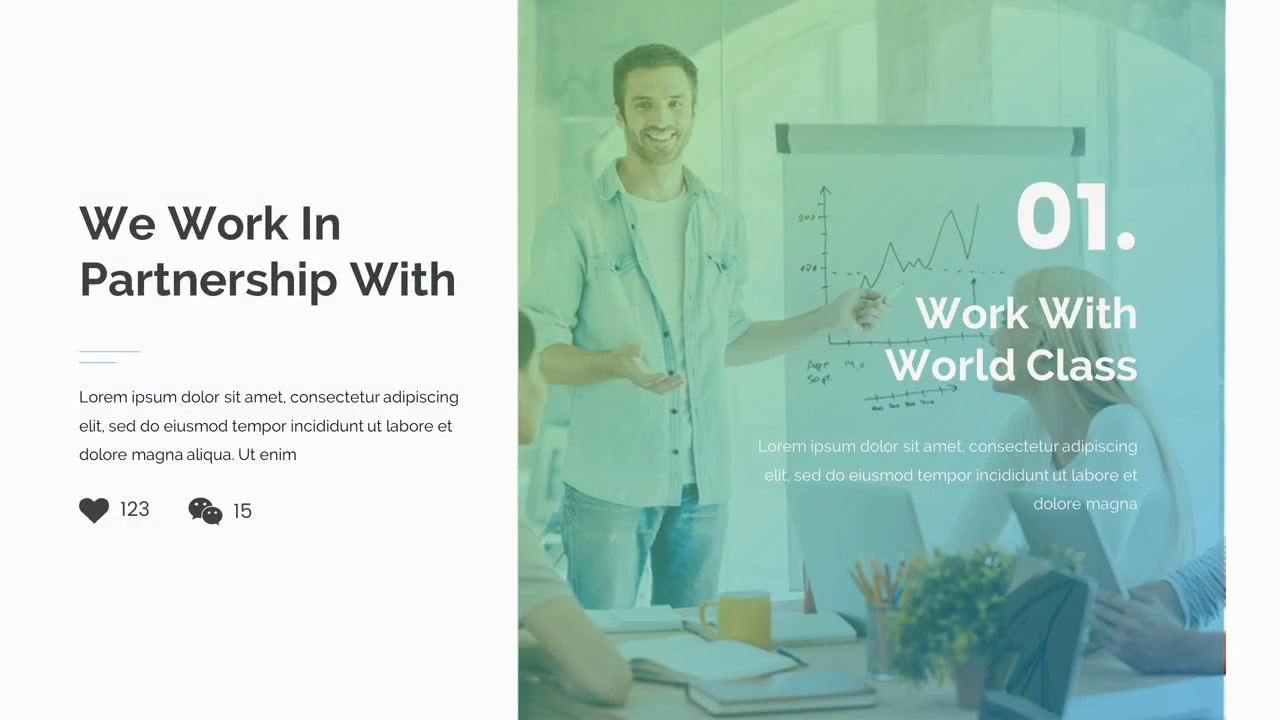 We Work In
Partnership With
Lorem ipsum dolor sit amet, consectetur adipiscing
elit, sed do eiusmod tempor incididunt ut labore et
dolore magna aliqua. Ut enim
123
15
01.
Work With
World Class
Lorem ipsum dolor sit amet, consectetur adipiscing
elit, sed do eiusmod tempor incididunt ut labore et
dolore magna